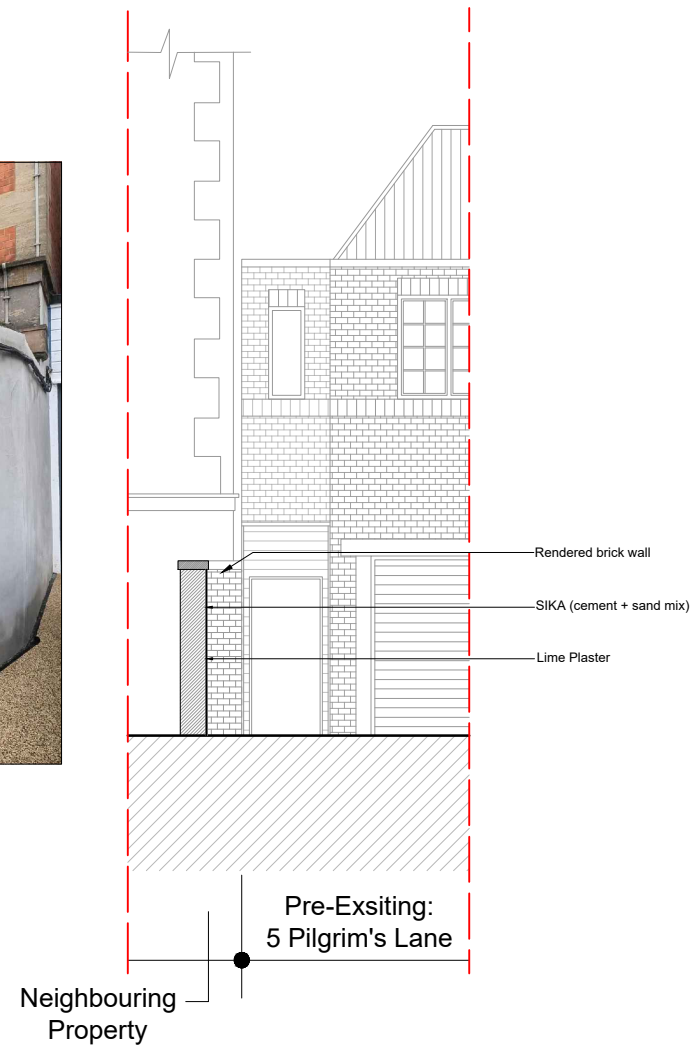 Rendered brick wall
SIKA (cement + sand mix)
Lime Plaster
Pre-Exsiting:
5 Pilgrim's Lane
Neighbouring
Property